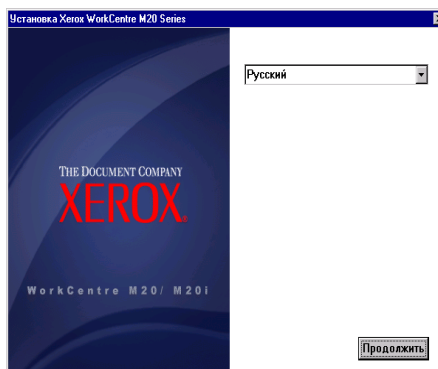 Установка Xerox WorkCentre M20 Series
Русский
THE DOCUMENT COMPANY
XEROX®
WorkCentre M20/ M20i
Продолжить